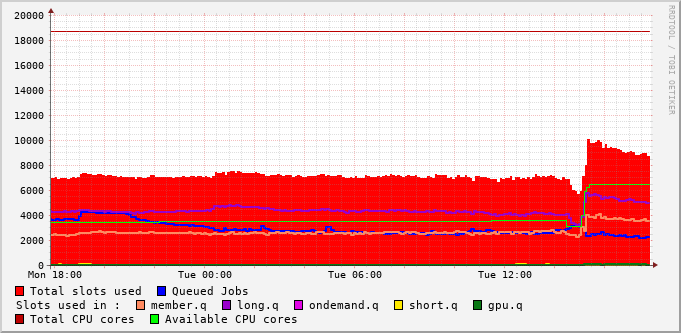 20000
18000
16000
14000
12000
10000
8000
6000
4000
2000
0
Mon 18:00 Tue 00:00 Tue 06:00 Tue 12:00
Total slots used Queued Jobs
Slots used in : member.q long.q ondemand.q short.q gpu.q
Total CPU cores Available CPU cores
RRDTOOL / TOBI OETIKER